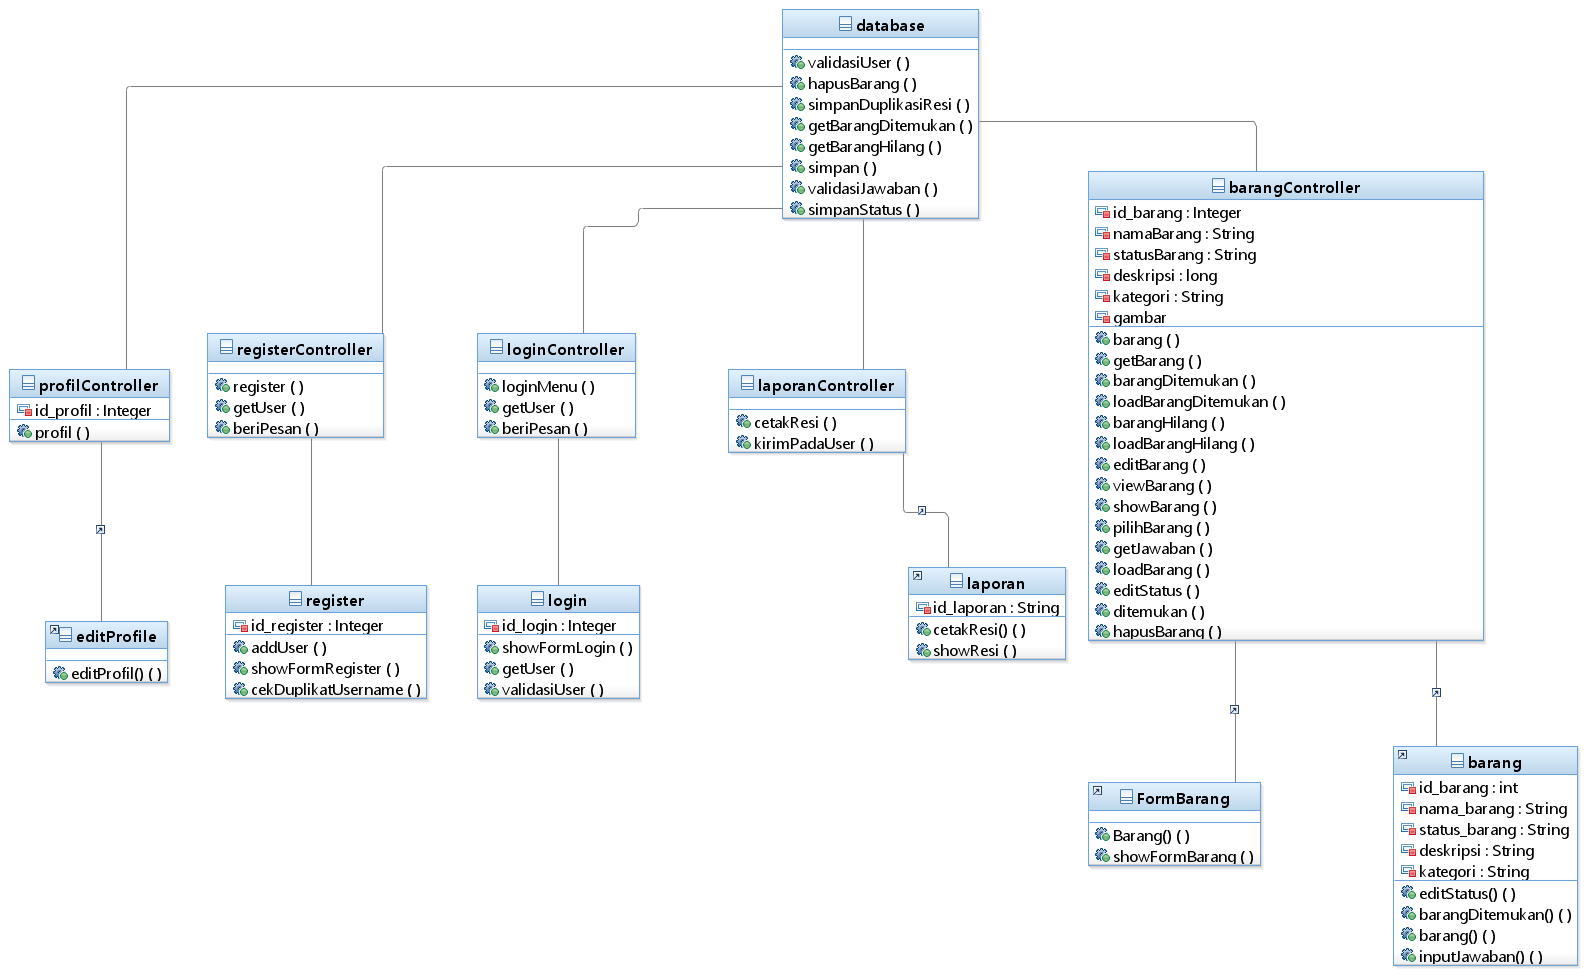 database
validasiUser ( )
hapusBarang ( )
simpanDuplikasiResi ( )
getBarangDitemukan ( )
getBarangHilang ( )
simpan ( )
validasiJawaban ( )
simpanStatus ( )
barangController
id_barang : Integer
namaBarang : String
statusBarang : String
deskripsi : long
kategori : String
gambar
barang ( )
getBarang ( )
barangDitemukan ( )
loadBarangDitemukan ( )
barangHilang ( )
loadBarangHilang ( )
editBarang ( )
viewBarang ( )
showBarang ( )
pilihBarang ( )
getJawaban ( )
loadBarang ( )
editStatus ( )
ditemukan ( )
hapusBarang ( )
profilController
id_profil : Integer
profil ( )
registerController
register ( )
getUser ( )
beriPesan ( )
loginController
loginMenu ( )
getUser ( )
beriPesan ( )
laporanController
cetakResi ( )
kirimPadaUser ( )
editProfile
editProfil() ( )
register
id_register : Integer
addUser ( )
showFormRegister ( )
cekDuplikatUsername ( )
login
id_login : Integer
showFormLogin ( )
getUser ( )
validasiUser ( )
laporan
id_laporan : String
cetakResi() ( )
showResi ( )
FormBarang
Barang() ( )
showFormBarang ( )
barang
id_barang : int
nama_barang : String
status_barang : String
deskripsi : String
kategori : String
editStatus() ( )
barangDitemukan() ( )
barang() ( )
inputJawaban() ( )